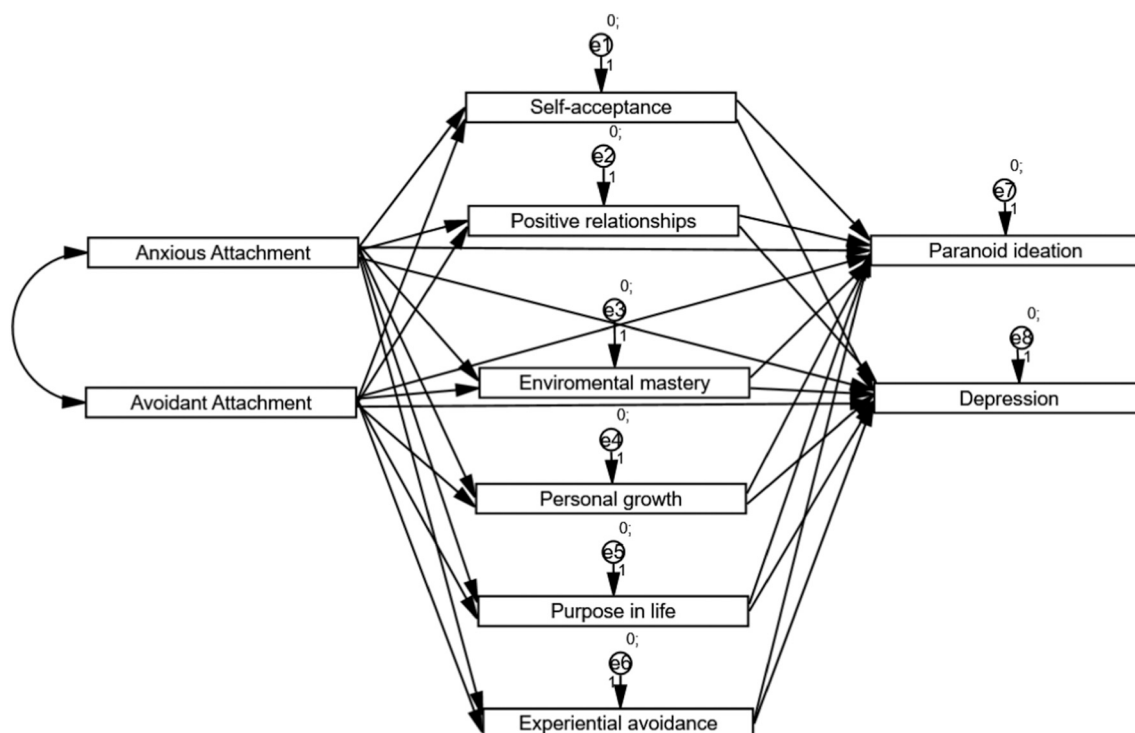 0;
e1
1
Self-acceptance
0;
e2
1
Positive relationships
0;
e7
1
Anxious Attachment
Paranoid ideation
0;
e3
1
0;
e8
1
Enviromental mastery
Avoidant Attachment
Depression
0;
e4
1
Personal growth
0;
e5
1
Purpose in life
0;
e6
1
Experiential avoidance